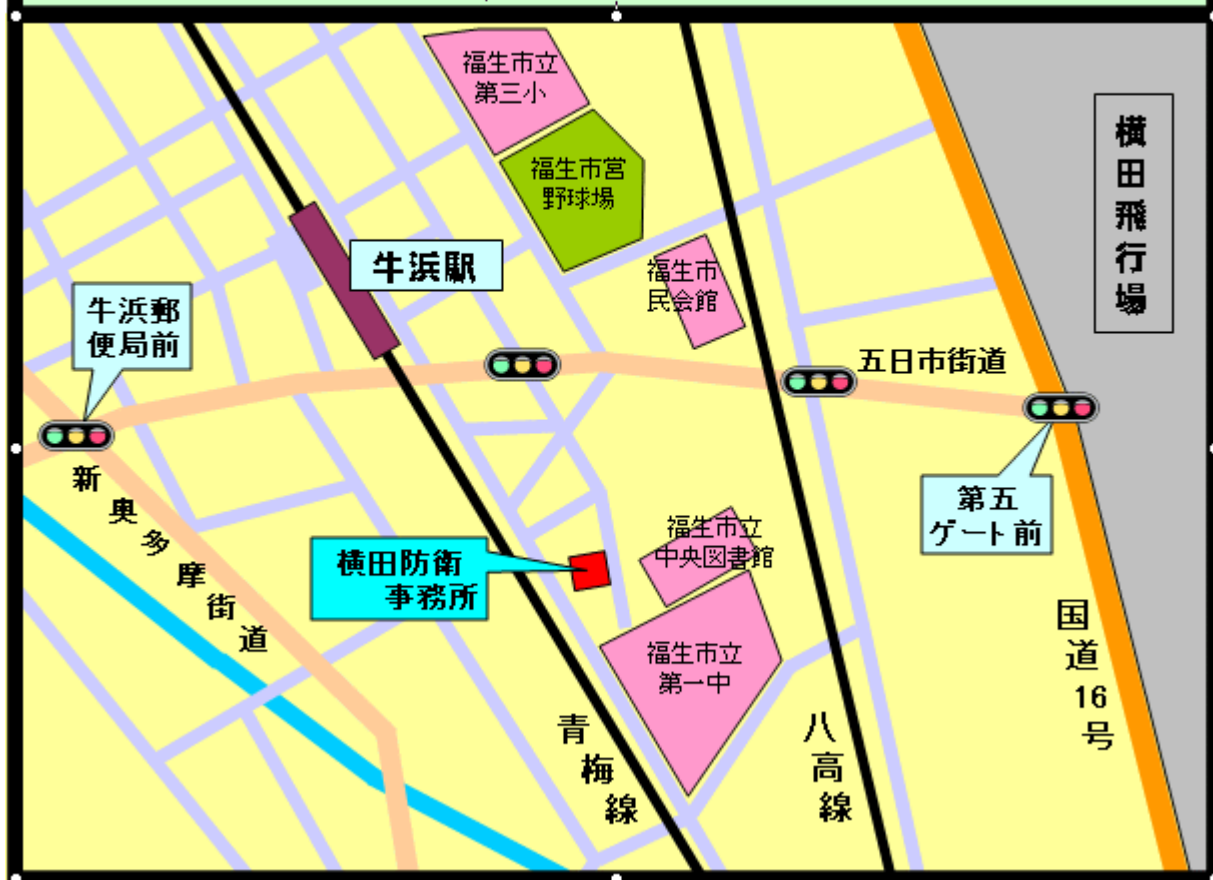 福生市立
第三小
福生市営
野球場
横田飛行場
牛浜駅
福生市
民会館
牛浜郵
便局前
五日市街道
新奥多摩街道
第五
ゲート前
福生市立
中央図書館
横田防衛
事務所
国道16号
福生市立
第一中
青梅線
八高線